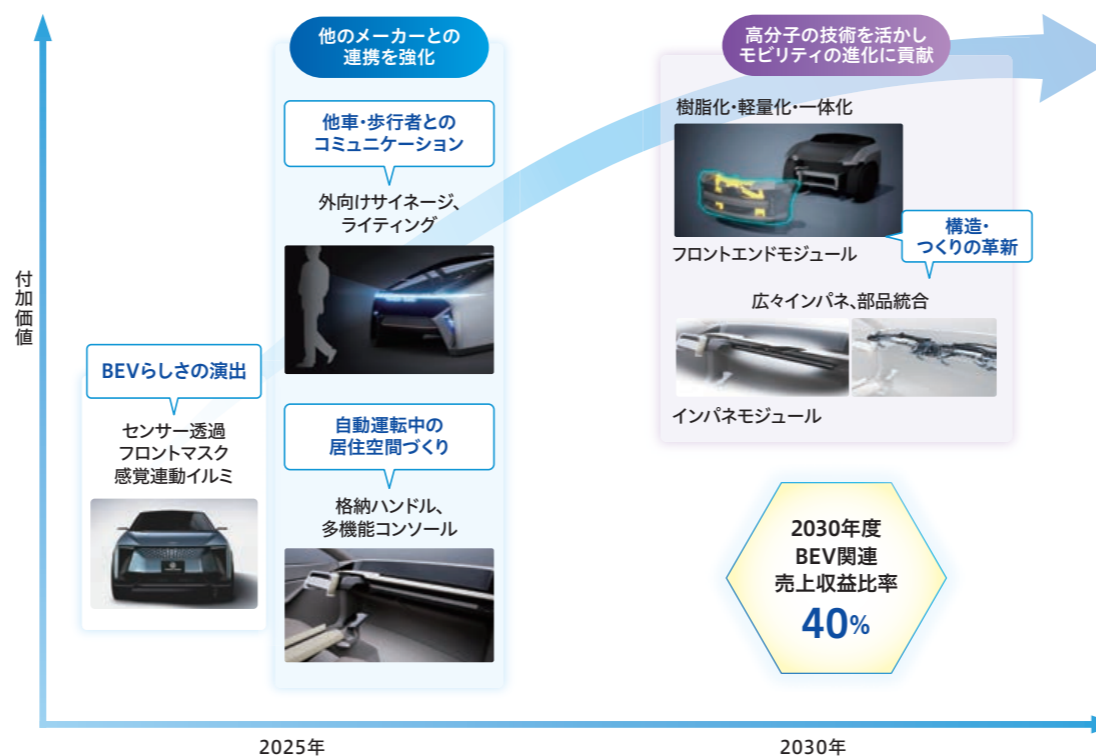 付加価値
BEVらしさの演出
センサー透過
フロントマスク
感覚連動イルミ
他のメーカーとの
連携を強化
他車・歩行者との
コミュニケーション
外向けサイネージ、
ライティング
自動運転中の
居住空間づくり
格納ハンドル、
多機能コンソール
高分子の技術を活かし
モビリティの進化に貢献
樹脂化・軽量化・一体化
フロントエンドモジュール
構造・
つくりの革新
広々インパネ、部品統合
インパネモジュール
2030年度
BEV関連
売上収益比率
40%
2025年
2030年